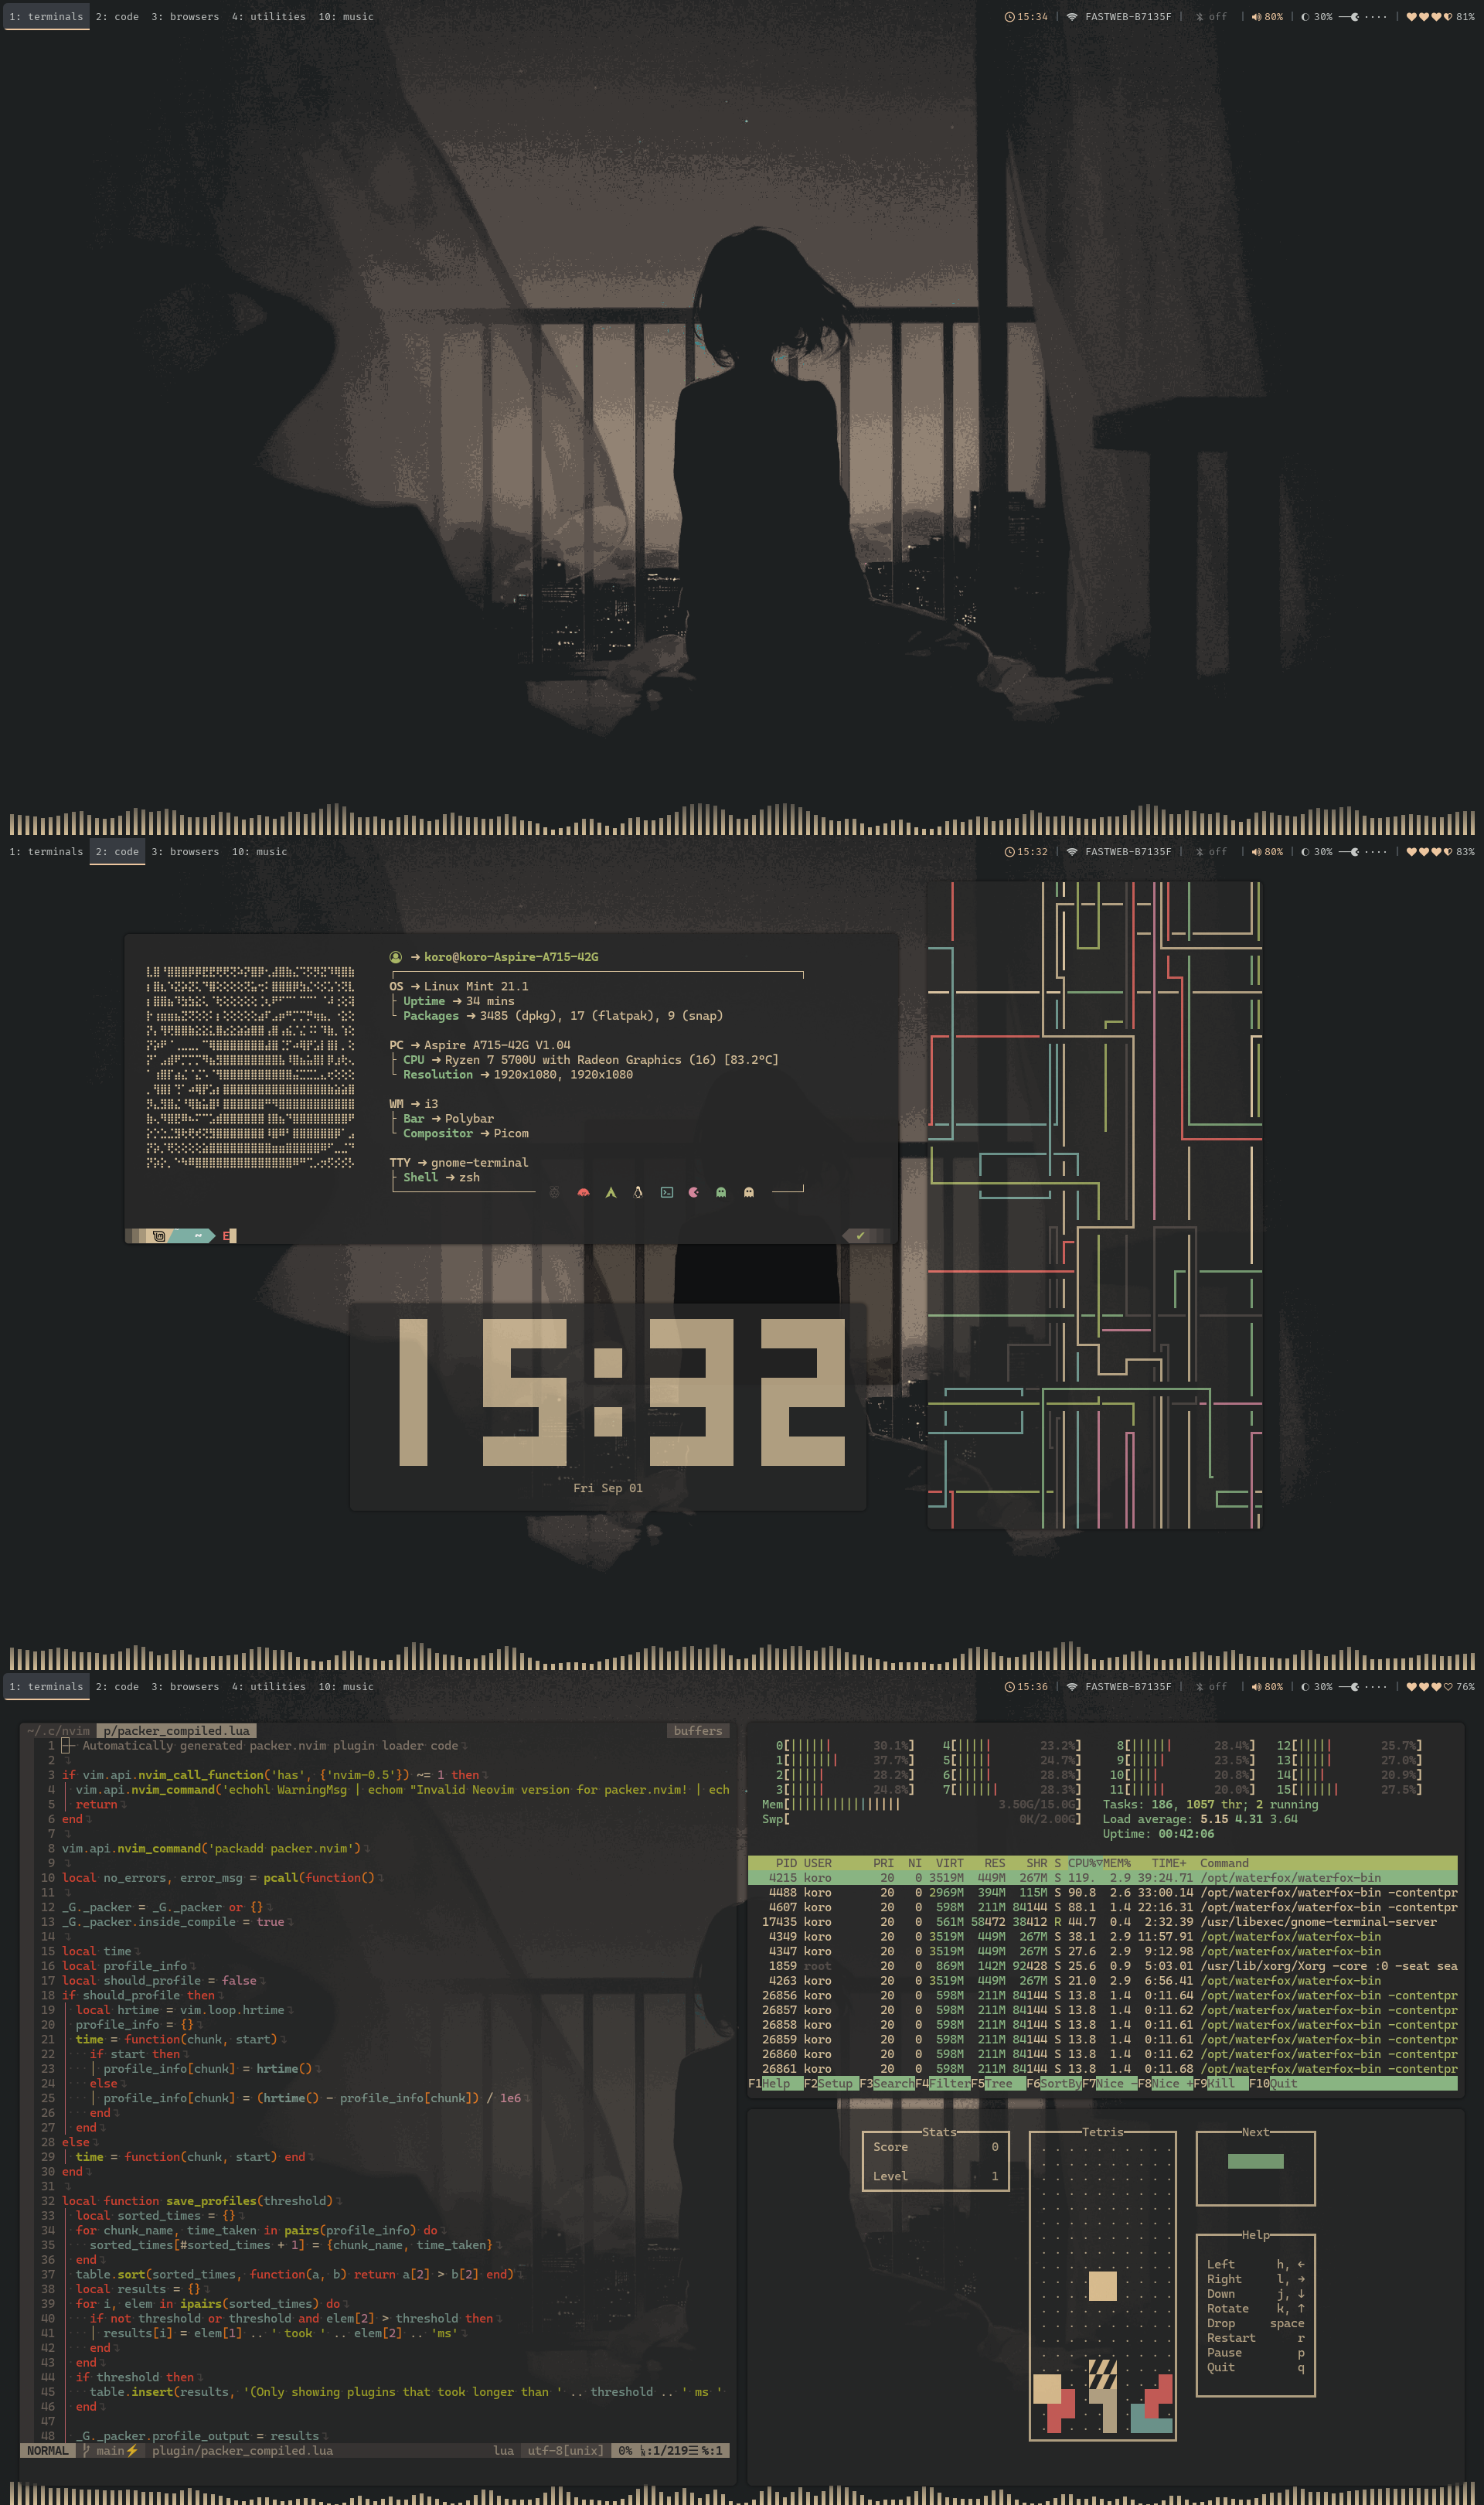 1: terminals 2: code 3: browsers 4: utilities 10: music
15:34 | FASTWEB-B7135F | off | 80% | 30% | 81%
1: terminals 2: code 3: browsers 10: music
15:32 | FASTWEB-B7135F | off | 80% | 30% | 83%
koro@koro-Aspire-A715-42G
OS → Linux Mint 21.1
Uptime → 34 mins
Packages → 3485 (dpkg), 17 (flatpak), 9 (snap)
PC → Aspire A715-42G V1.04
CPU → Ryzen 7 5700U with Radeon Graphics (16) [83.2°C]
Resolution → 1920x1080, 1920x1080
WM → i3
Bar → Polybar
Compositor → Picom
TTY → gnome-terminal
Shell → zsh
~ E
15:32
Fri Sep 01
1: terminals 2: code 3: browsers 4: utilities 10: music
15:36 | FASTWEB-B7135F | off | 80% | 30% | 76%
~/.c/nvim p/packer_compiled.lua buffers
1 -- Automatically generated packer.nvim plugin loader code
2
3 if vim.api.nvim_call_function('has', {'nvim-0.5'}) ~= 1 then
4 vim.api.nvim_command('echohl WarningMsg | echom "Invalid Neovim version for packer.nvim! | ech
5 return
6 end
7
8 vim.api.nvim_command('packadd packer.nvim')
9
10 local no_errors, error_msg = pcall(function()
11
12 _G._packer = _G._packer or {}
13 _G._packer.inside_compile = true
14
15 local time
16 local profile_info
17 local should_profile = false
18 if should_profile then
19 local hrtime = vim.loop.hrtime
20 profile_info = {}
21 time = function(chunk, start)
22 if start then
23 profile_info[chunk] = hrtime()
24 else
25 profile_info[chunk] = (hrtime() - profile_info[chunk]) / 1e6
26 end
27 end
28 else
29 time = function(chunk, start) end
30 end
31
32 local function save_profiles(threshold)
33 local sorted_times = {}
34 for chunk_name, time_taken in pairs(profile_info) do
35 sorted_times[#sorted_times + 1] = {chunk_name, time_taken}
36 end
37 table.sort(sorted_times, function(a, b) return a[2] > b[2] end)
38 local results = {}
39 for i, elem in ipairs(sorted_times) do
40 if not threshold or threshold and elem[2] > threshold then
41 results[i] = elem[1] .. ' took ' .. elem[2] .. 'ms'
42 end
43 end
44 if threshold then
45 table.insert(results, '(Only showing plugins that took longer than ' .. threshold .. ' ms '
46 end
47
48 _G._packer.profile_output = results
NORMAL main plugin/packer_compiled.lua lua utf-8[unix] 0% :1/219 %:1
0[ 30.1%] 4[ 23.2%] 8[ 28.4%] 12[ 25.7%]
1[ 37.7%] 5[ 24.7%] 9[ 23.5%] 13[ 27.0%]
2[ 28.2%] 6[ 28.8%] 10[ 20.8%] 14[ 20.9%]
3[ 24.8%] 7[ 28.3%] 11[ 20.0%] 15[ 27.5%]
Mem[ 3.50G/15.0G] Tasks: 186, 1057 thr; 2 running
Swp[ 0K/2.00G] Load average: 5.15 4.31 3.64
Uptime: 00:42:06
PID USER PRI NI VIRT RES SHR S CPU%▽MEM% TIME+ Command
4215 koro 20 0 3519M 449M 267M S 119. 2.9 39:24.71 /opt/waterfox/waterfox-bin
4488 koro 20 0 2969M 394M 115M S 90.8 2.6 33:00.14 /opt/waterfox/waterfox-bin -contentpr
4607 koro 20 0 598M 211M 84144 S 88.1 1.4 22:16.31 /opt/waterfox/waterfox-bin -contentpr
17435 koro 20 0 561M 58472 38412 R 44.7 0.4 2:32.39 /usr/libexec/gnome-terminal-server
4349 koro 20 0 3519M 449M 267M S 38.1 2.9 11:57.91 /opt/waterfox/waterfox-bin
4347 koro 20 0 3519M 449M 267M S 27.6 2.9 9:12.98 /opt/waterfox/waterfox-bin
1859 root 20 0 869M 142M 92428 S 25.6 0.9 5:03.01 /usr/lib/xorg/Xorg -core :0 -seat sea
4263 koro 20 0 3519M 449M 267M S 21.0 2.9 6:56.41 /opt/waterfox/waterfox-bin
26856 koro 20 0 598M 211M 84144 S 13.8 1.4 0:11.64 /opt/waterfox/waterfox-bin -contentpr
26857 koro 20 0 598M 211M 84144 S 13.8 1.4 0:11.62 /opt/waterfox/waterfox-bin -contentpr
26858 koro 20 0 598M 211M 84144 S 13.8 1.4 0:11.61 /opt/waterfox/waterfox-bin -contentpr
26859 koro 20 0 598M 211M 84144 S 13.8 1.4 0:11.61 /opt/waterfox/waterfox-bin -contentpr
26860 koro 20 0 598M 211M 84144 S 13.8 1.4 0:11.62 /opt/waterfox/waterfox-bin -contentpr
26861 koro 20 0 598M 211M 84144 S 13.8 1.4 0:11.68 /opt/waterfox/waterfox-bin -contentpr
F1Help F2Setup F3SearchF4FilterF5Tree F6SortByF7Nice -F8Nice +F9Kill F10Quit
Stats
Score 0
Level 1
Tetris
Next
Help
Left h, ←
Right l, →
Down j, ↓
Rotate k, ↑
Drop space
Restart r
Pause p
Quit q